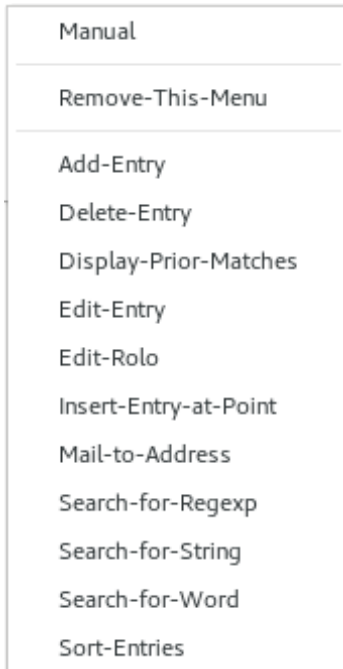 Manual
Remove-This-Menu
Add-Entry
Delete-Entry
Display-Prior-Matches
Edit-Entry
Edit-Rolo
Insert-Entry-at-Point
Mail-to-Address
Search-for-Regexp
Search-for-String
Search-for-Word
Sort-Entries